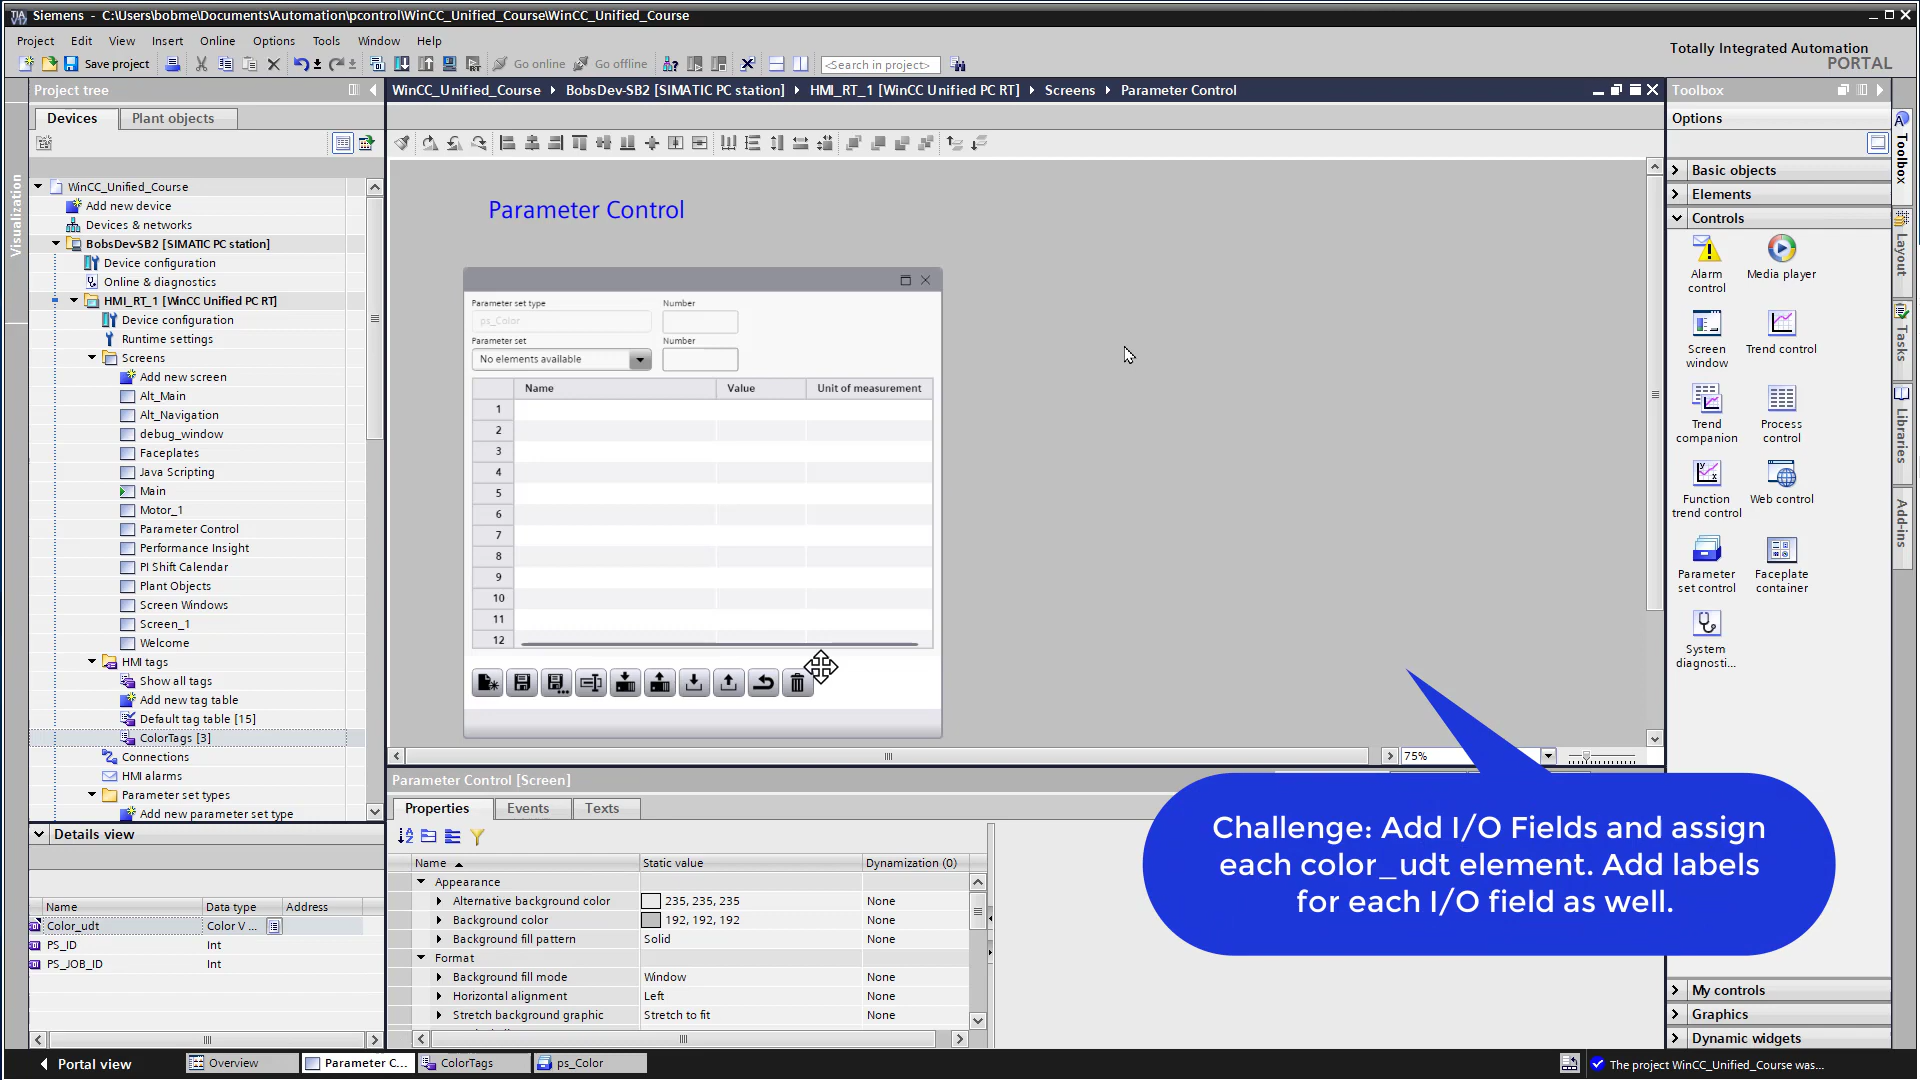 Siemens - C:\Users\bobme\Documents\Automation\pcontrol\WinCC_Unified_Course\WinCC_Unified_Course
Project Edit View Insert Online Options Tools Window Help
Totally Integrated Automation
PORTAL
Save project
Go online
Go offline
<Search in project>
Project tree
WinCC_Unified_Course
BobsDev-SB2 [SIMATIC PC station]
HMI_RT_1 [WinCC Unified PC RT]
Screens
Parameter Control
Toolbox
Devices
Plant objects
Options
Visualization
WinCC_Unified_Course
Add new device
Devices & networks
BobsDev-SB2 [SIMATIC PC station]
Device configuration
Online & diagnostics
HMI_RT_1 [WinCC Unified PC RT]
Device configuration
Runtime settings
Screens
Add new screen
Alt_Main
Alt_Navigation
debug_window
Faceplates
Java Scripting
Main
Motor_1
Parameter Control
Performance Insight
PI Shift Calendar
Plant Objects
Screen Windows
Screen_1
Welcome
HMI tags
Show all tags
Add new tag table
Default tag table [15]
ColorTags [3]
Connections
HMI alarms
Parameter set types
Add new parameter set type
Details view
Name Data type Address
Color_udt Color V ...
PS_ID Int
PS_JOB_ID Int
Parameter Control
Parameter set type Number
ps_Color
Parameter set Number
No elements available
Name Value Unit of measurement
1
2
3
4
5
6
7
8
9
10
11
12
75%
Parameter Control [Screen]
Properties Events Texts
Name Static value Dynamization (0)
Appearance
Alternative background color 235, 235, 235 None
Background color 192, 192, 192 None
Background fill pattern Solid None
Format
Background fill mode Window None
Horizontal alignment Left None
Stretch background graphic Stretch to fit None
Challenge: Add I/O Fields and assign
each color_udt element. Add labels
for each I/O field as well.
Basic objects
Elements
Controls
Alarm control
Media player
Screen window
Trend control
Trend companion
Process control
Function trend control
Web control
Parameter set control
Faceplate container
System diagnosti...
My controls
Graphics
Dynamic widgets
Toolbox
Layout
Tasks
Libraries
Add-ins
Portal view
Overview
Parameter C...
ColorTags
ps_Color
The project WinCC_Unified_Course was...